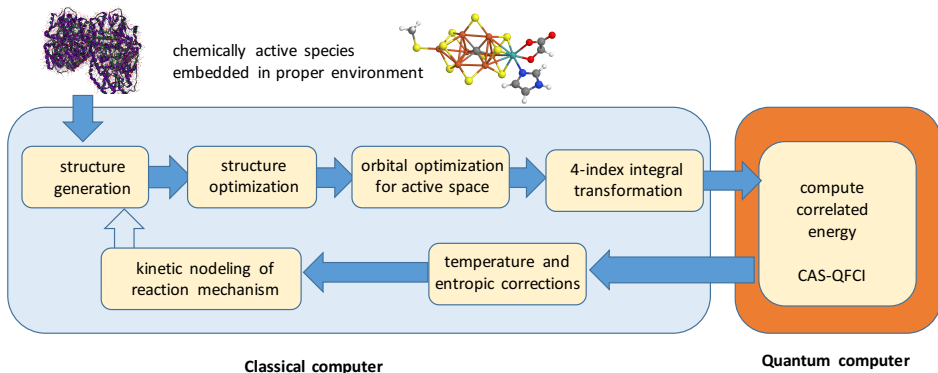 chemically active species
embedded in proper environment
structure
generation
structure
optimization
orbital optimization
for active space
4-index integral
transformation
compute
correlated
energy
CAS-QFCI
temperature and
entropic corrections
kinetic nodeling of
reaction mechanism
Classical computer
Quantum computer